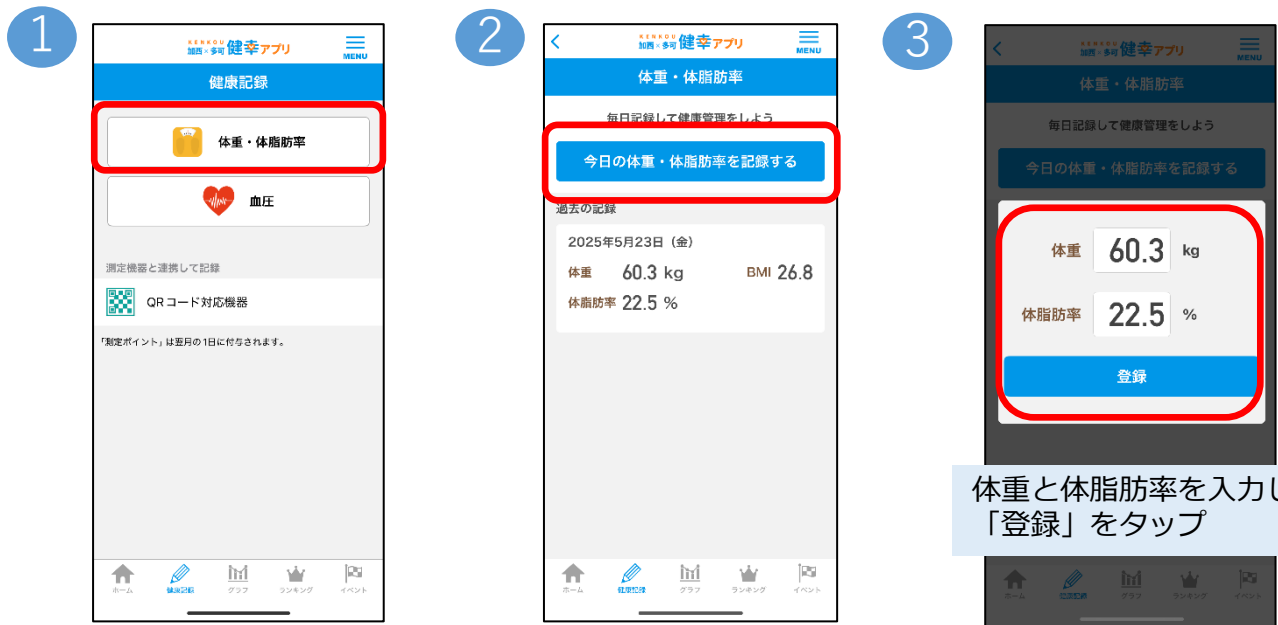 1
KENKOU
加西×多可 健幸アプリ
MENU
健康記録
体重・体脂肪率
血圧
測定機器と連携して記録
QRコード対応機器
「測定ポイント」は翌月の1日に付与されます。
ホーム
健康記録
グラフ
ランキング
イベント
2
KENKOU
加西×多可 健幸アプリ
MENU
体重・体脂肪率
毎日記録して健康管理をしよう
今日の体重・体脂肪率を記録する
過去の記録
2025年5月23日（金）
体重 60.3 kg BMI 26.8
体脂肪率 22.5 %
ホーム
健康記録
グラフ
ランキング
イベント
3
KENKOU
加西×多可 健幸アプリ
MENU
体重・体脂肪率
毎日記録して健康管理をしよう
今日の体重・体脂肪率を記録する
体重 60.3 kg
体脂肪率 22.5 %
登録
体重と体脂肪率を入力し
「登録」をタップ
ホーム
健康記録
グラフ
ランキング
イベント